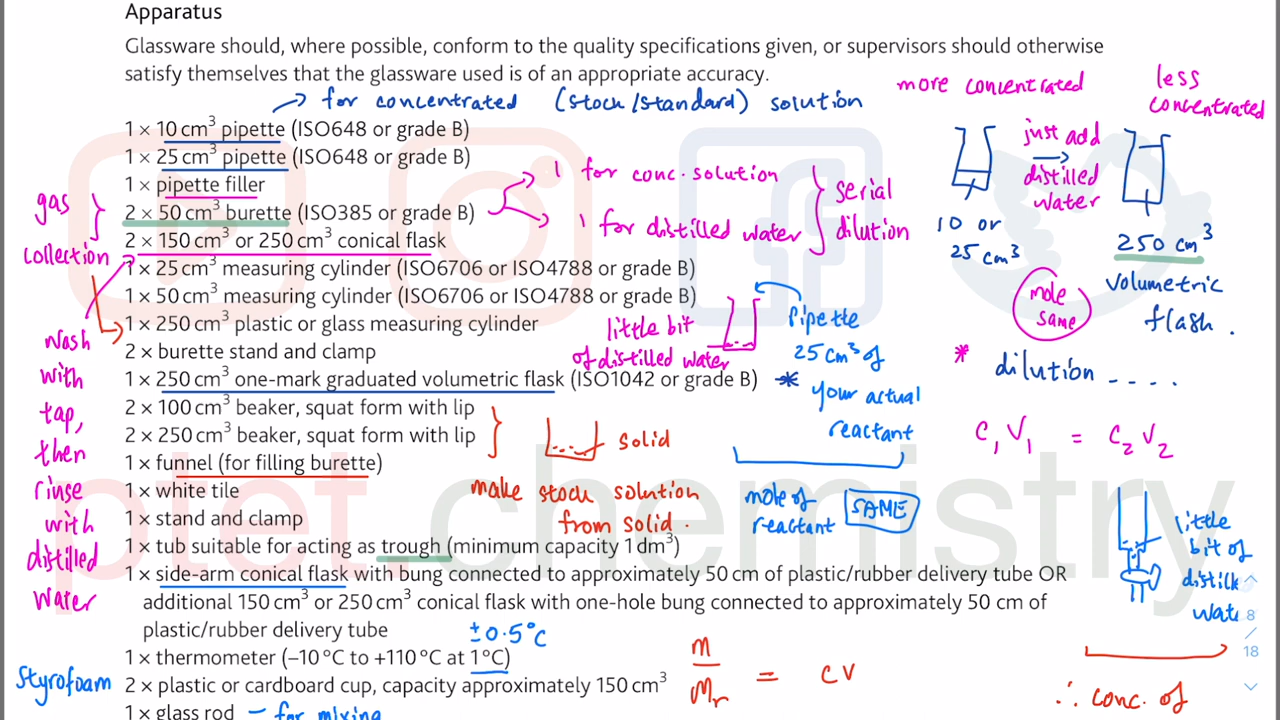 Apparatus
Glassware should, where possible, conform to the quality specifications given, or supervisors should otherwise
satisfy themselves that the glassware used is of an appropriate accuracy.
for concentrated (stock/standard) solution
1 × 10 cm³ pipette (ISO648 or grade B)
1 × 25 cm³ pipette (ISO648 or grade B)
1 × pipette filler
2 × 50 cm³ burette (ISO385 or grade B)
2 × 150 cm³ or 250 cm³ conical flask
1 × 25 cm³ measuring cylinder (ISO6706 or ISO4788 or grade B)
1 × 50 cm³ measuring cylinder (ISO6706 or ISO4788 or grade B)
1 × 250 cm³ plastic or glass measuring cylinder
2 × burette stand and clamp
1 × 250 cm³ one-mark graduated volumetric flask (ISO1042 or grade B) *
2 × 100 cm³ beaker, squat form with lip
2 × 250 cm³ beaker, squat form with lip
1 × funnel (for filling burette)
1 × white tile
1 × stand and clamp
1 × tub suitable for acting as trough (minimum capacity 1 dm³)
1 × side-arm conical flask with bung connected to approximately 50 cm of plastic/rubber delivery tube OR
additional 150 cm³ or 250 cm³ conical flask with one-hole bung connected to approximately 50 cm of
plastic/rubber delivery tube
±0.5°C
1 × thermometer (–10 °C to +110 °C at 1 °C)
2 × plastic or cardboard cup, capacity approximately 150 cm³
1 × glass rod – for mixing
gas
collection
wash
with
tap,
then
rinse
with
distilled
water
Styrofoam
1 for conc. solution
1 for distilled water
serial
dilution
little bit
of distilled water
Pipette
25 cm³ of
your actual
reactant
solid
make stock solution
from solid.
mole of
reactant
SAME
more concentrated
less
concentrated
just add
distilled
water
10 or
25 cm³
250 cm³
volumetric
flash.
mole
same
* dilution ....
C₁V₁ = C₂V₂
little
bit of
distill
wat
8
/
18
m
Mr
= CV
∴ conc. of
ptet.chemistry